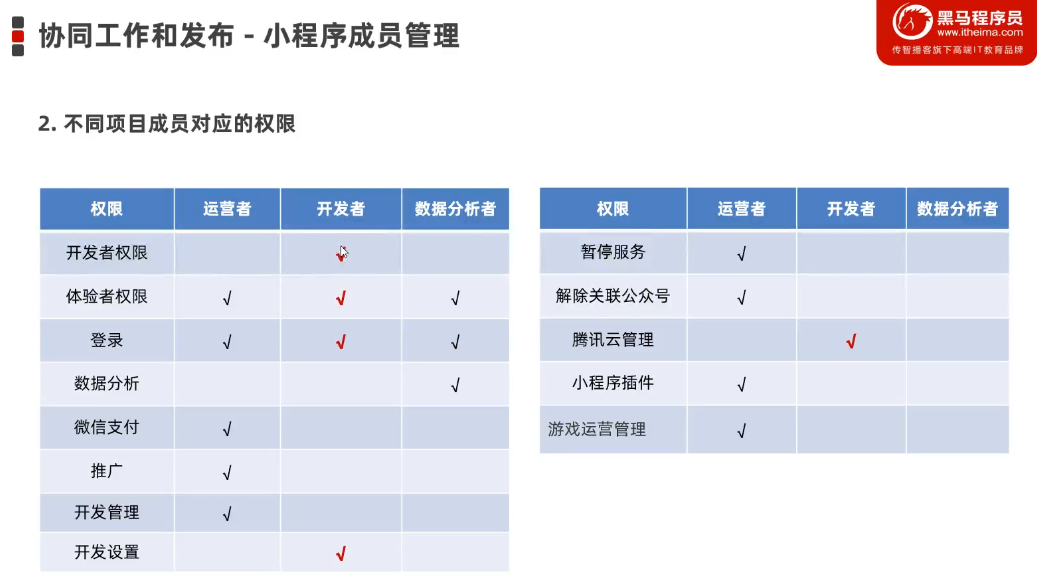 协同工作和发布 - 小程序成员管理
黑马程序员
www.itheima.com
传智播客旗下高端IT教育品牌
2. 不同项目成员对应的权限
权限 运营者 开发者 数据分析者
开发者权限 √
体验者权限 √ √ √
登录 √ √ √
数据分析 √
微信支付 √
推广 √
开发管理 √
开发设置 √
权限 运营者 开发者 数据分析者
暂停服务 √
解除关联公众号 √
腾讯云管理 √
小程序插件 √
游戏运营管理 √